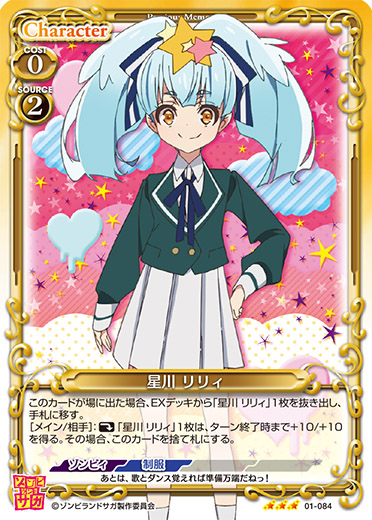 Precious Memories
Character
COST
0
SOURCE
2
星川 リリィ
このカードが場に出た場合、EXデッキから「星川 リリィ」1枚を抜き出し、
手札に移す。
[メイン/相手]:「星川 リリィ」1枚は、ターン終了時まで+10/+10
を得る。その場合、このカードを捨て札にする。
ゾンビィ 制服
あとは、歌とダンス覚えれば準備万端だねっ!
ゾンビランドサガ
©ゾンビランドサガ製作委員会
01-084